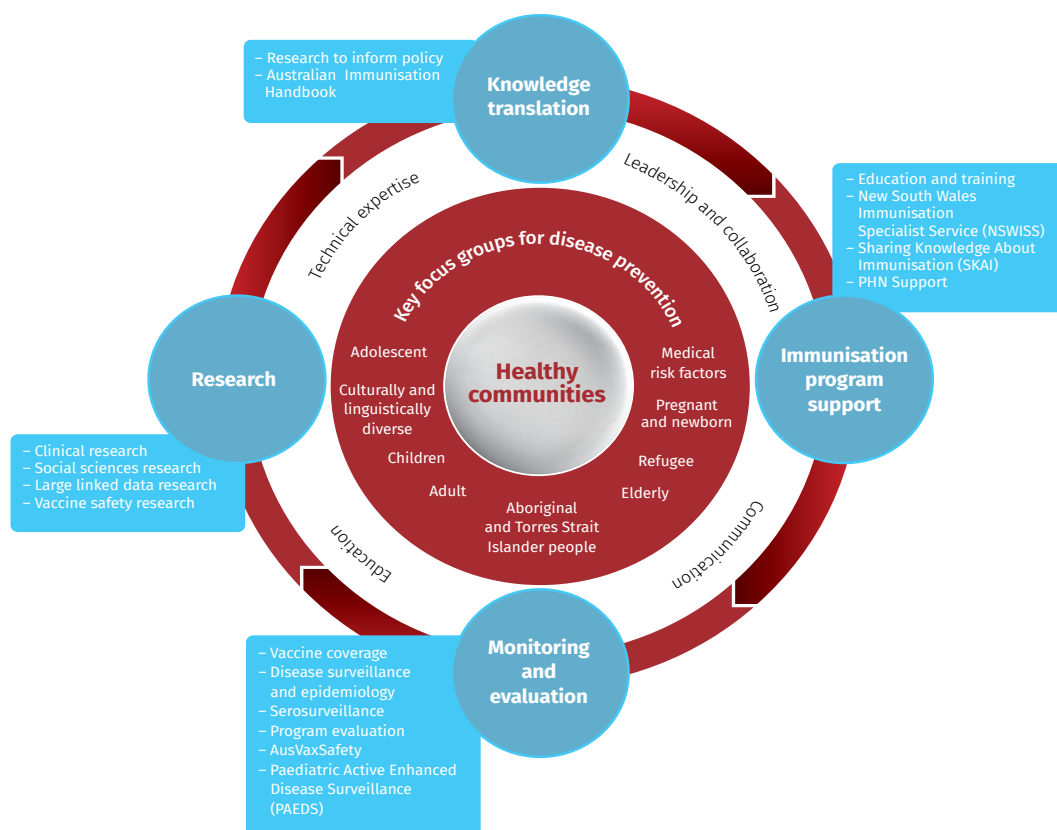 – Research to inform policy
– Australian Immunisation
Handbook
Knowledge
translation
Technical expertise
Leadership and collaboration
– Education and training
– New South Wales
Immunisation
Specialist Service (NSWISS)
– Sharing Knowledge About
Immunisation (SKAI)
– PHN Support
Key focus groups for disease prevention
Adolescent
Culturally and
linguistically
diverse
Children
Adult
Aboriginal
and Torres Strait
Islander people
Elderly
Refugee
Pregnant
and newborn
Medical
risk factors
Healthy
communities
Research
Immunisation
program
support
– Clinical research
– Social sciences research
– Large linked data research
– Vaccine safety research
Education
Communication
– Vaccine coverage
– Disease surveillance
and epidemiology
– Serosurveillance
– Program evaluation
– AusVaxSafety
– Paediatric Active Enhanced
Disease Surveillance
(PAEDS)
Monitoring
and
evaluation